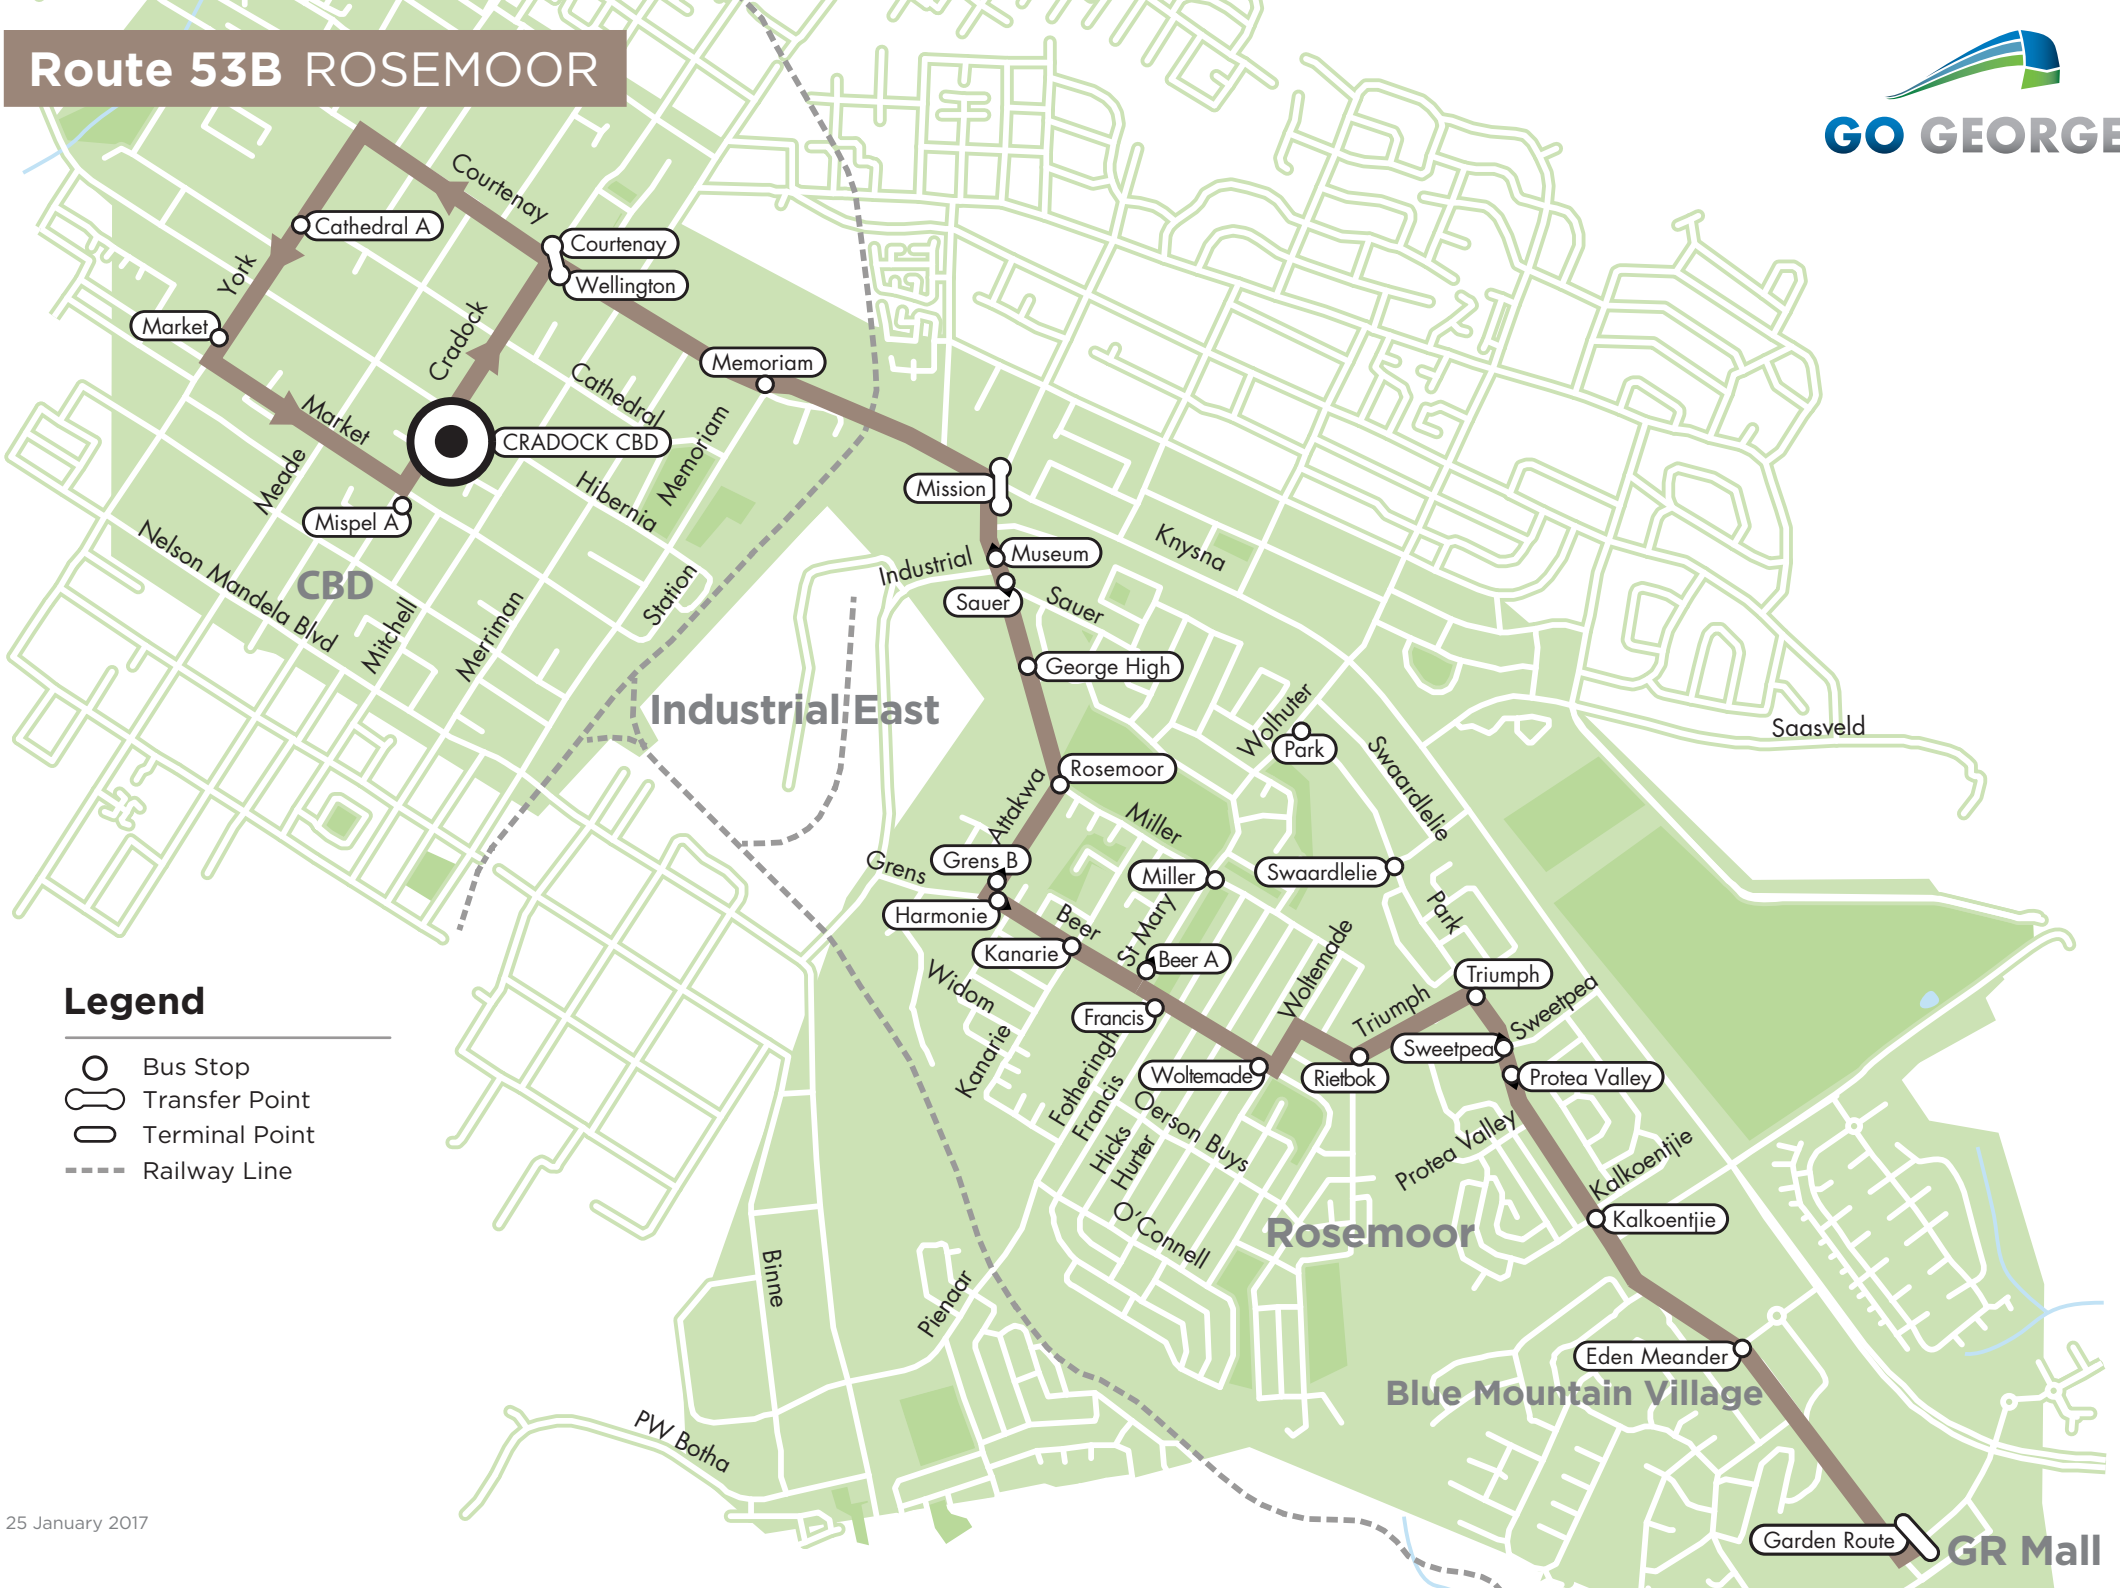 Route 53B ROSEMOOR
GO GEORGE
Courtenay
Cathedral A
Courtenay
Wellington
York
Market
Cradock
Memoriam
Cathedral
Market
Memoriam
CRADOCK CBD
Meade
Hibernia
Mission
Mispel A
Nelson Mandela Blvd
CBD
Knysna
Industrial
Museum
Station
Sauer
Sauer
Mitchell
Merriman
George High
Industrial East
Walhuter
Park
Saasveld
Swaardlelie
Rosemoor
Attakwa
Miller
Grens
Grens B
Miller
Swaardlelie
Harmonie
Beer
St Mary
Park
Kanarie
Beer A
Woltemade
Widom
Triumph
Sweetpea
Legend
Francis
Triumph
Kanarie
Fotheringh
Sweetpea
Bus Stop
Woltemade
Rietbok
Protea Valley
Transfer Point
Francis
Oerson Buys
Terminal Point
Hicks
Hurter
Protea Valley
Kalkoentjie
Railway Line
O'Connell
Rosemoor
Kalkoentjie
Binne
Pienaar
Eden Meander
Blue Mountain Village
PW Botha
25 January 2017
Garden Route
GR Mall